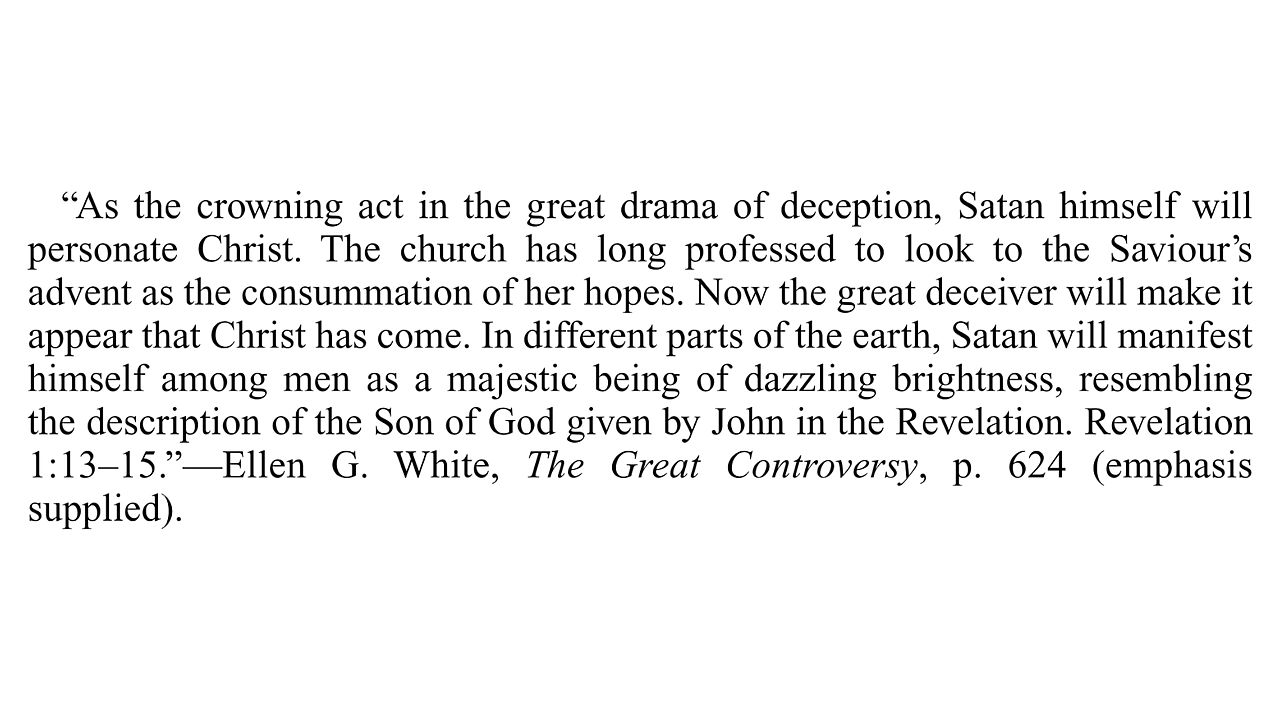 “As the crowning act in the great drama of deception, Satan himself will
personate Christ. The church has long professed to look to the Saviour’s
advent as the consummation of her hopes. Now the great deceiver will make it
appear that Christ has come. In different parts of the earth, Satan will manifest
himself among men as a majestic being of dazzling brightness, resembling
the description of the Son of God given by John in the Revelation. Revelation
1:13–15.”—Ellen G. White, The Great Controversy, p. 624 (emphasis
supplied).